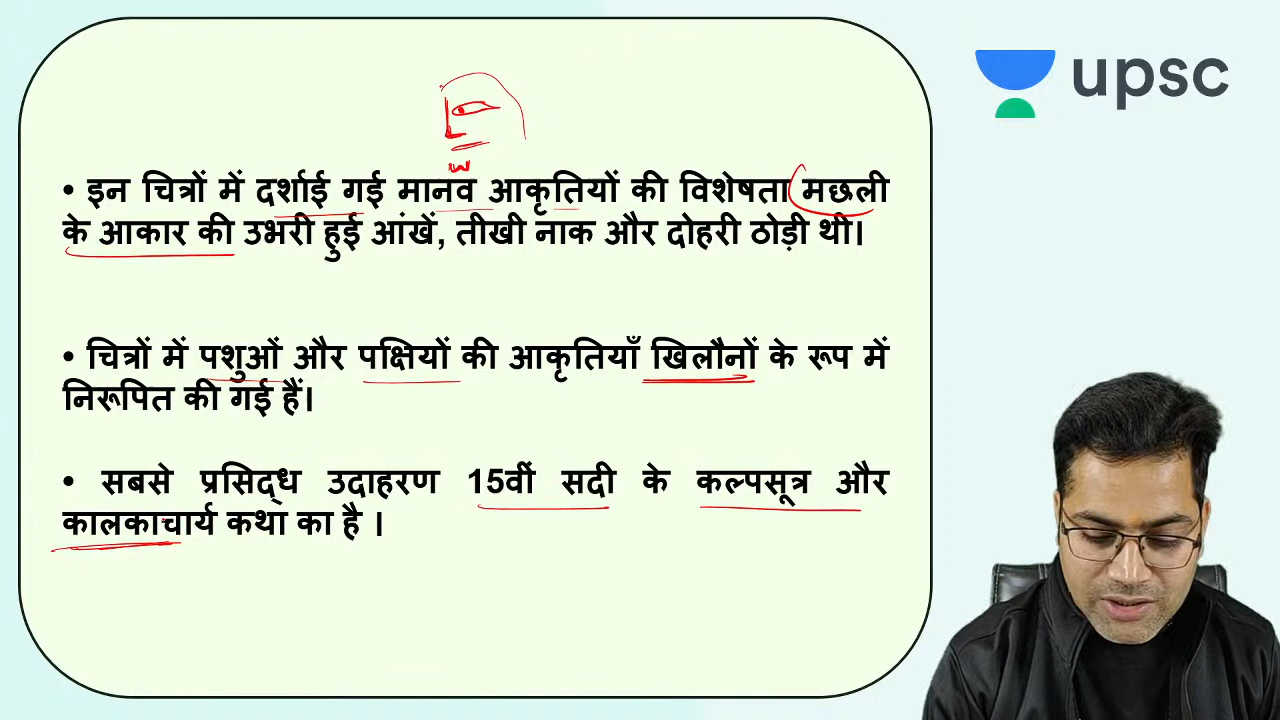 upsc
• इन चित्रों में दर्शाई गई मानव आकृतियों की विशेषता मछली
के आकार की उभरी हुई आंखें, तीखी नाक और दोहरी ठोड़ी थी।
• चित्रों में पशुओं और पक्षियों की आकृतियाँ खिलौनों के रूप में
निरूपित की गई हैं।
• सबसे प्रसिद्ध उदाहरण 15वीं सदी के कल्पसूत्र और
कालकाचार्य कथा का है ।